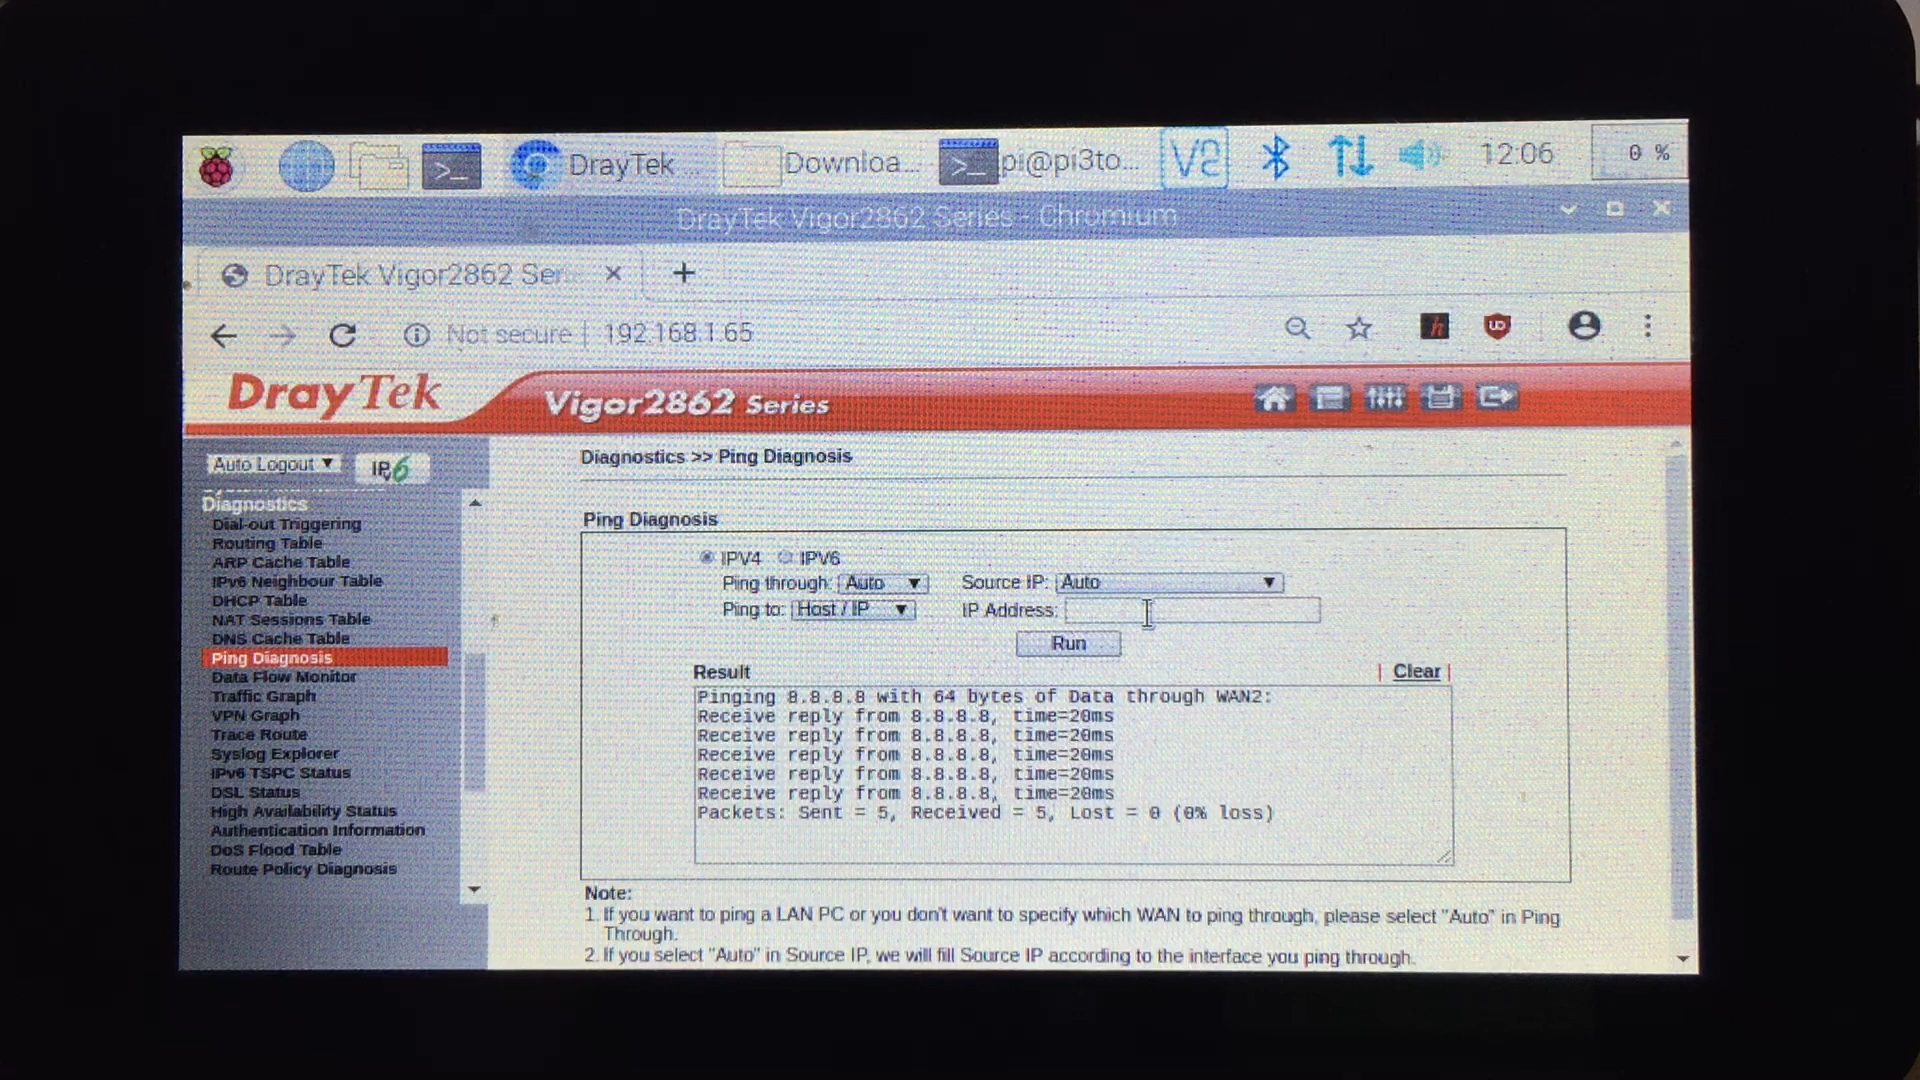 DrayTek ...
Downloa...
pi@pi3to...
V2
12:06
0 %
DrayTek Vigor2862 Series - Chromium
DrayTek Vigor2862 Seri
Not secure | 192.168.1.65
DrayTek
Vigor2862 Series
Auto Logout
IPv6
Diagnostics
Dial-out Triggering
Routing Table
ARP Cache Table
IPv6 Neighbour Table
DHCP Table
NAT Sessions Table
DNS Cache Table
Ping Diagnosis
Data Flow Monitor
Traffic Graph
VPN Graph
Trace Route
Syslog Explorer
IPv6 TSPC Status
DSL Status
High Availability Status
Authentication Information
DoS Flood Table
Route Policy Diagnosis
Diagnostics >> Ping Diagnosis
Ping Diagnosis
IPV4 IPV6
Ping through: Auto Source IP: Auto
Ping to: Host / IP IP Address:
Run
Result | Clear |
Pinging 8.8.8.8 with 64 bytes of Data through WAN2:
Receive reply from 8.8.8.8, time=20ms
Receive reply from 8.8.8.8, time=20ms
Receive reply from 8.8.8.8, time=20ms
Receive reply from 8.8.8.8, time=20ms
Receive reply from 8.8.8.8, time=20ms
Packets: Sent = 5, Received = 5, Lost = 0 (0% loss)
Note:
1. If you want to ping a LAN PC or you don't want to specify which WAN to ping through, please select "Auto" in Ping
Through.
2. If you select "Auto" in Source IP, we will fill Source IP according to the interface you ping through.